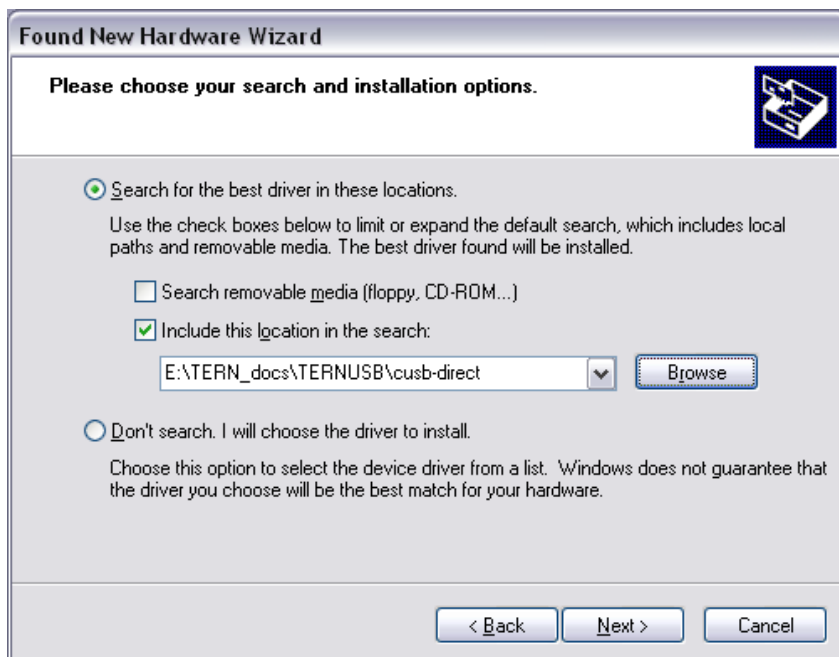 Found New Hardware Wizard
Please choose your search and installation options.
Search for the best driver in these locations.
Use the check boxes below to limit or expand the default search, which includes local
paths and removable media. The best driver found will be installed.
Search removable media (floppy, CD-ROM...)
Include this location in the search:
E:\TERN_docs\TERNUSB\cusb-direct
Browse
Don't search. I will choose the driver to install.
Choose this option to select the device driver from a list. Windows does not guarantee that
the driver you choose will be the best match for your hardware.
< Back Next > Cancel